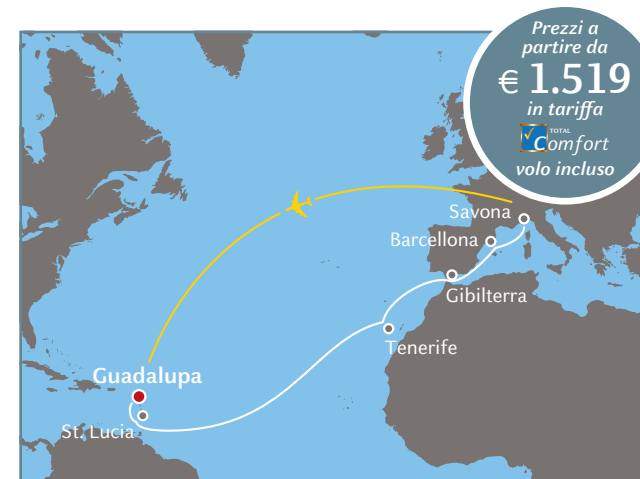 Prezzi a
partire da
€ 1.519
in tariffa
TOTAL
Comfort
volo incluso
Savona
Barcellona
Gibilterra
Tenerife
Guadalupa
St. Lucia